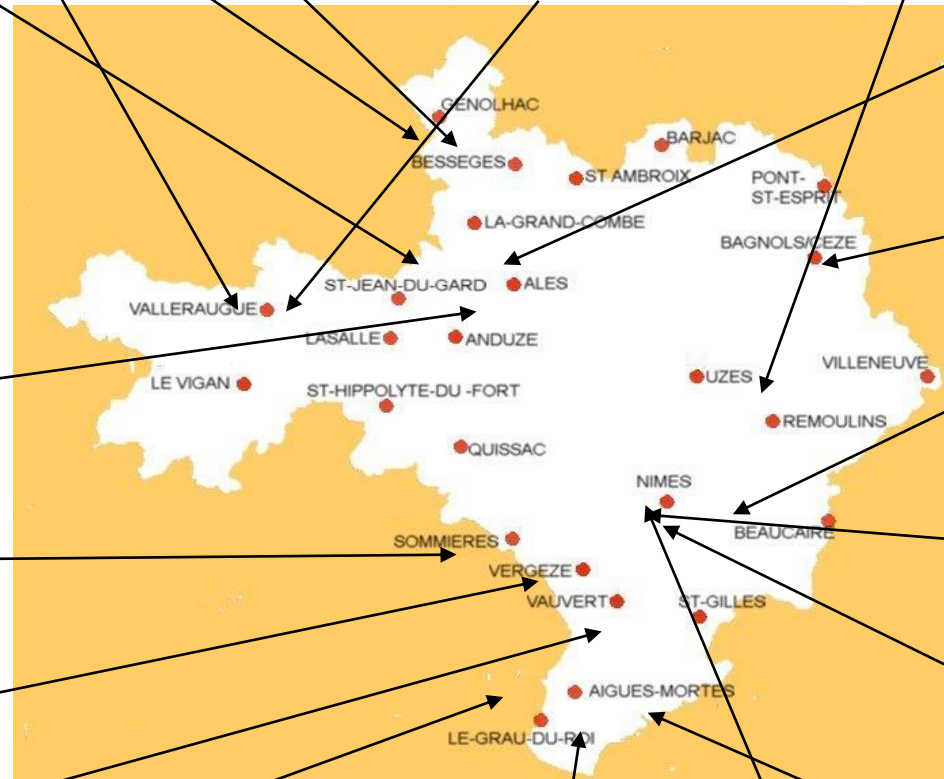 GENOLHAC
BARJAC
BESSEGES
ST AMBROIX
PONT-
ST-ESPRIT
LA-GRAND-COMBE
BAGNOLS/CEZE
ST-JEAN-DU-GARD
ALES
VALLERAUGUE
LASALLE
ANDUZE
VILLENEUVE
LE VIGAN
UZES
ST-HIPPOLYTE-DU -FORT
REMOULINS
QUISSAC
NIMES
SOMMIERES
BEAUCAIRE
VERGEZE
VAUVERT
ST-GILLES
AIGUES-MORTES
LE-GRAU-DU-ROI